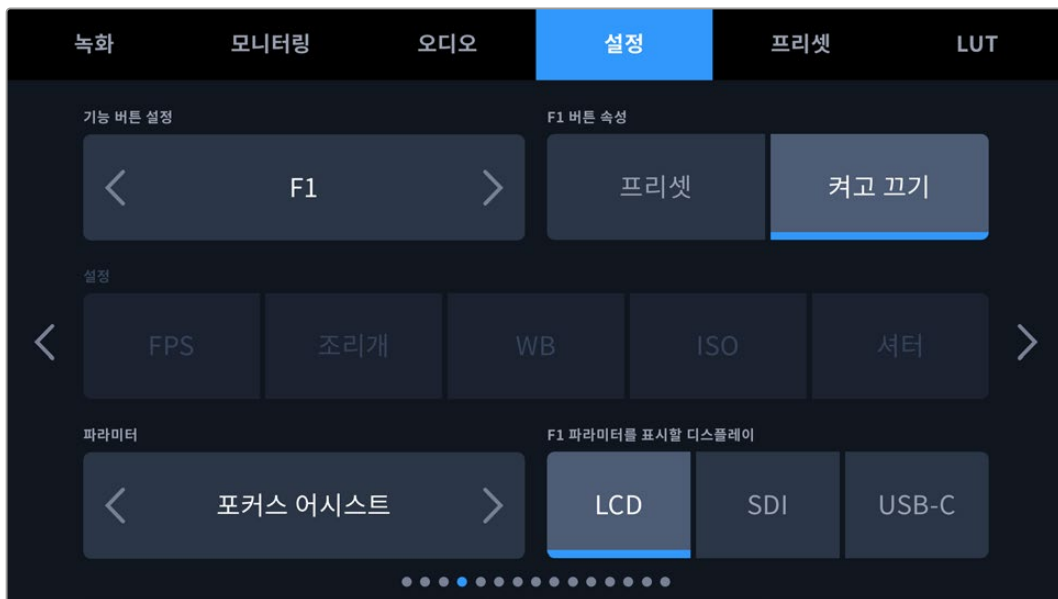 녹화 모니터링 오디오 설정 프리셋 LUT
기능 버튼 설정 F1 버튼 속성
F1 프리셋 켜고 끄기
설정
FPS 조리개 WB ISO 셔터
파라미터 F1 파라미터를 표시할 디스플레이
포커스 어시스트 LCD SDI USB-C